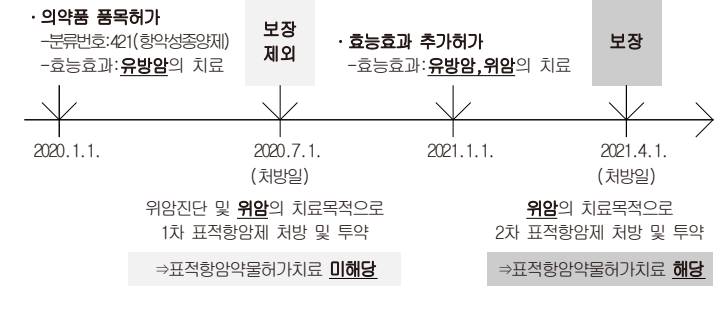 · 의약품 품목허가
-분류번호:421(항악성종양제)
-효능효과:유방암의 치료
보장
제외
· 효능효과 추가허가
-효능효과:유방암,위암의 치료
보장
2020.1.1.
2020.7.1.
(처방일)
2021.1.1.
2021.4.1.
(처방일)
위암진단 및 위암의 치료목적으로
1차 표적항암제 처방 및 투약
⇒표적항암약물허가치료 미해당
위암의 치료목적으로
2차 표적항암제 처방 및 투약
⇒표적항암약물허가치료 해당